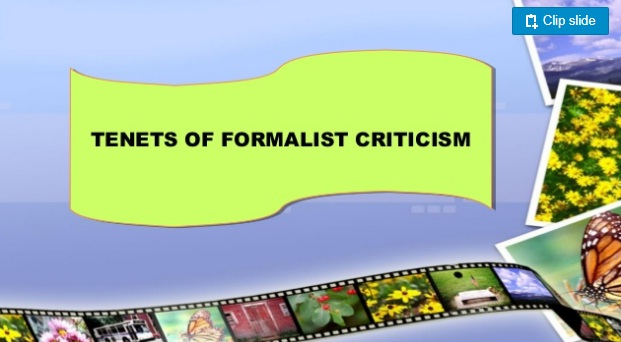 Clip slide
TENETS OF FORMALIST CRITICISM